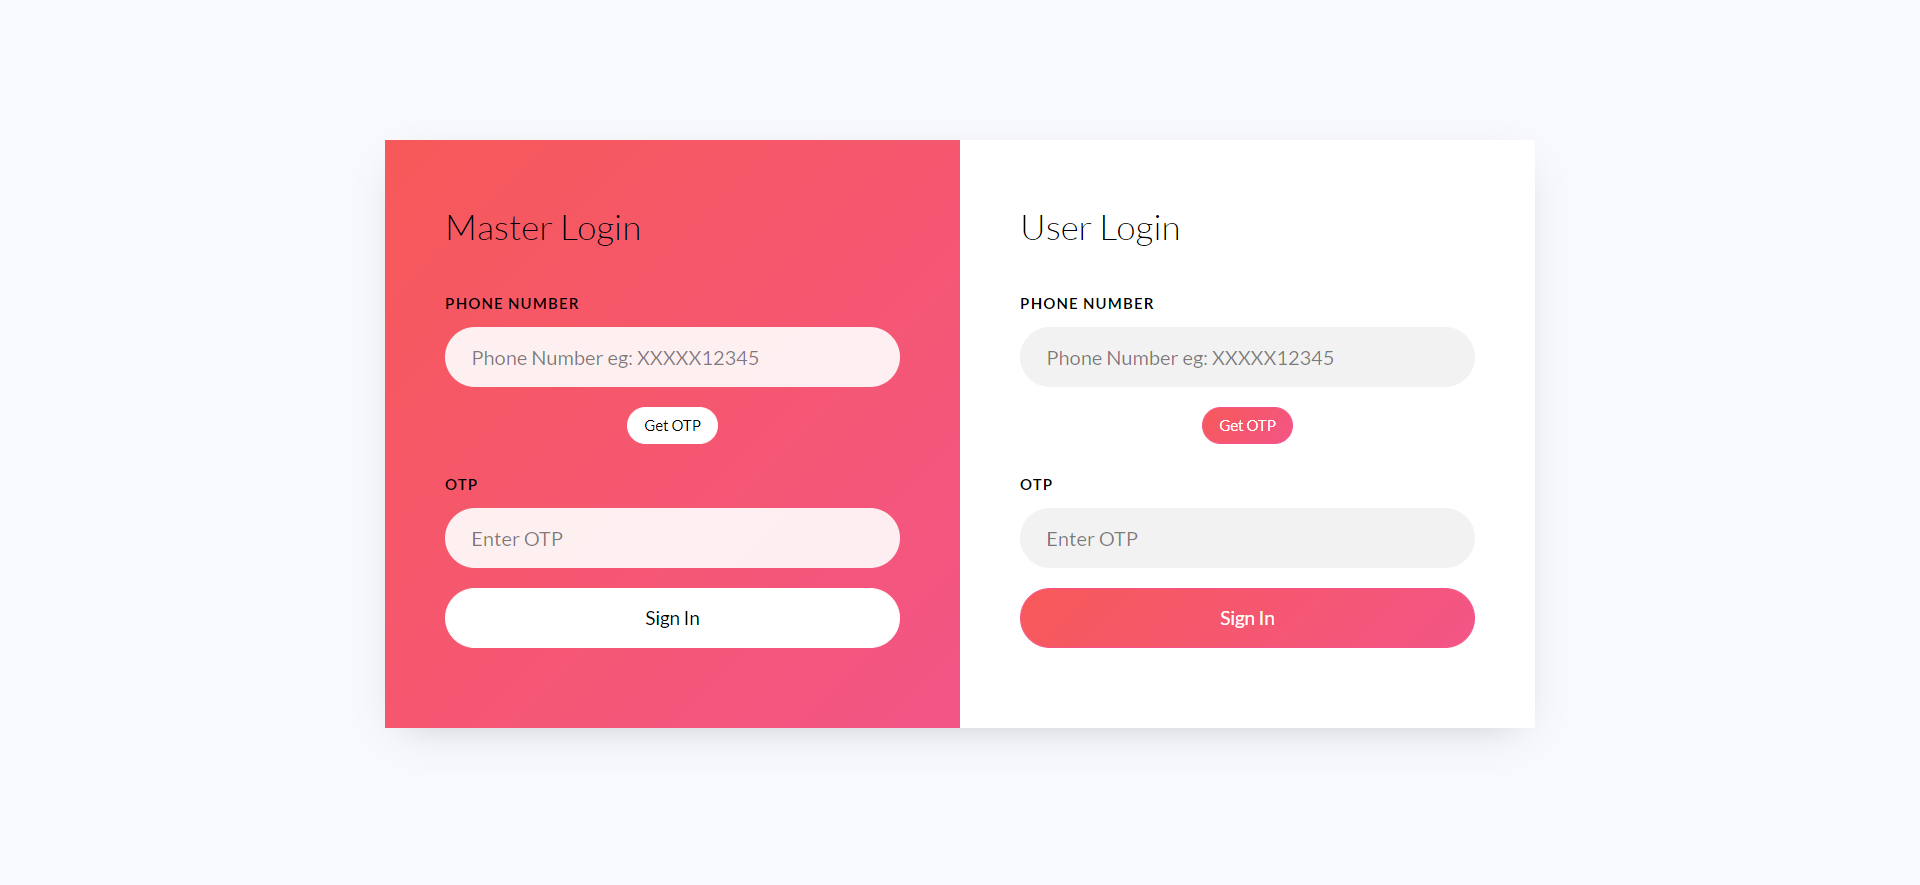 Master Login
PHONE NUMBER
Phone Number eg: XXXXX12345
Get OTP
OTP
Enter OTP
Sign In
User Login
PHONE NUMBER
Phone Number eg: XXXXX12345
Get OTP
OTP
Enter OTP
Sign In